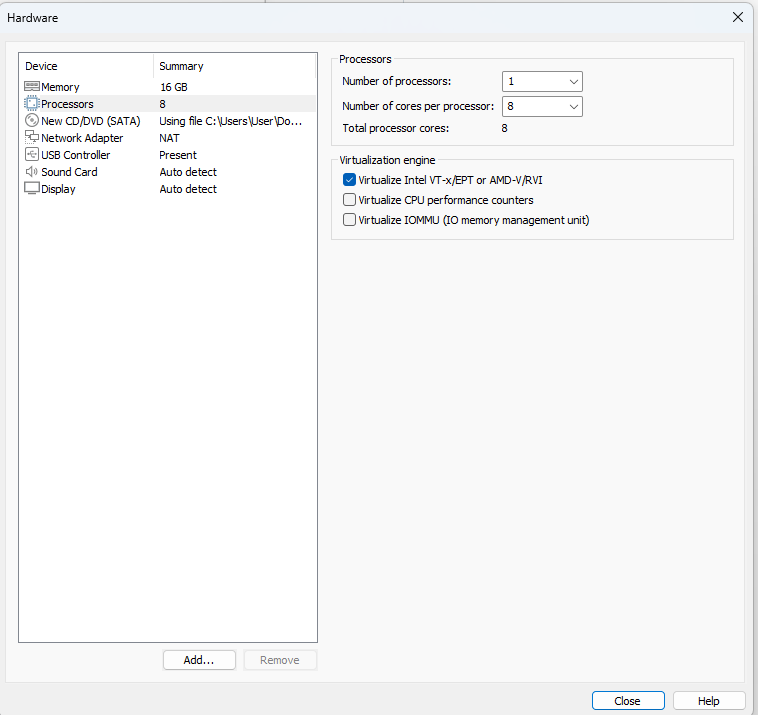 Hardware
Device Summary
Memory 16 GB
Processors 8
New CD/DVD (SATA) Using file C:\Users\User\Do...
Network Adapter NAT
USB Controller Present
Sound Card Auto detect
Display Auto detect
Add... Remove
Processors
Number of processors: 1
Number of cores per processor: 8
Total processor cores: 8
Virtualization engine
Virtualize Intel VT-x/EPT or AMD-V/RVI
Virtualize CPU performance counters
Virtualize IOMMU (IO memory management unit)
Close Help